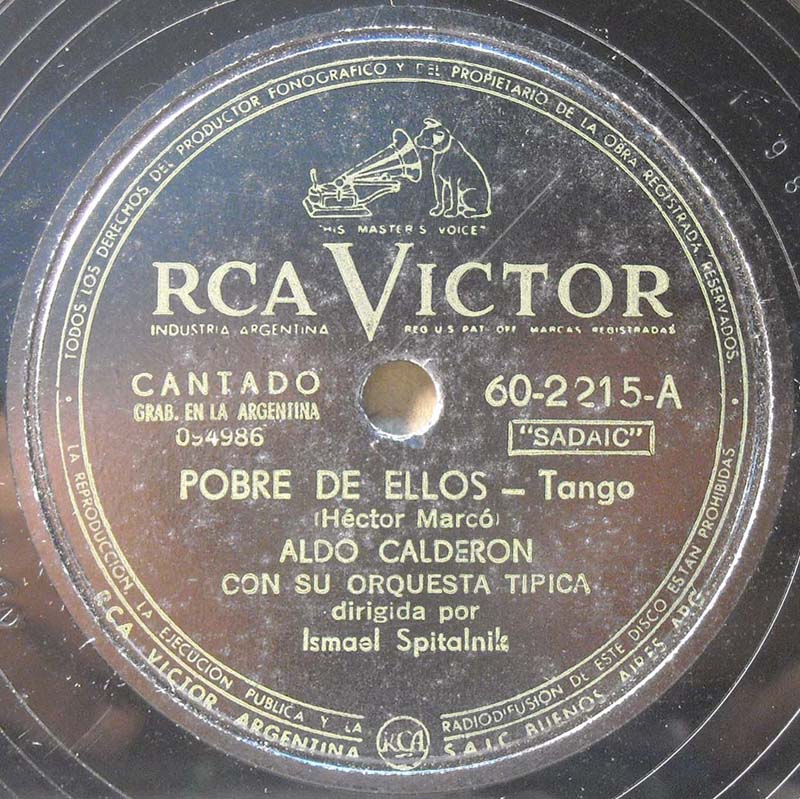 TODOS LOS DERECHOS DEL PRODUCTOR FONOGRAFICO Y DEL PROPIETARIO DE LA OBRA REGISTRADA RESERVADOS.
"HIS MASTER'S VOICE"
RCA VICTOR
INDUSTRIA ARGENTINA
REG U.S. PAT. OFF. MARCAS REGISTRADAS
CANTADO
60-2215-A
GRAB. EN LA ARGENTINA
094986
"SADAIC"
POBRE DE ELLOS – Tango
(Héctor Marcó)
ALDO CALDERON
CON SU ORQUESTA TIPICA
dirigida por
Ismael Spitalnik
LA REPRODUCCION LA EJECUCION PUBLICA Y LA RADIODIFUSION DE ESTE DISCO ESTAN PROHIBIDAS
RCA VICTOR ARGENTINA
RCA
S.A.I.C. BUENOS AIRES ARG.